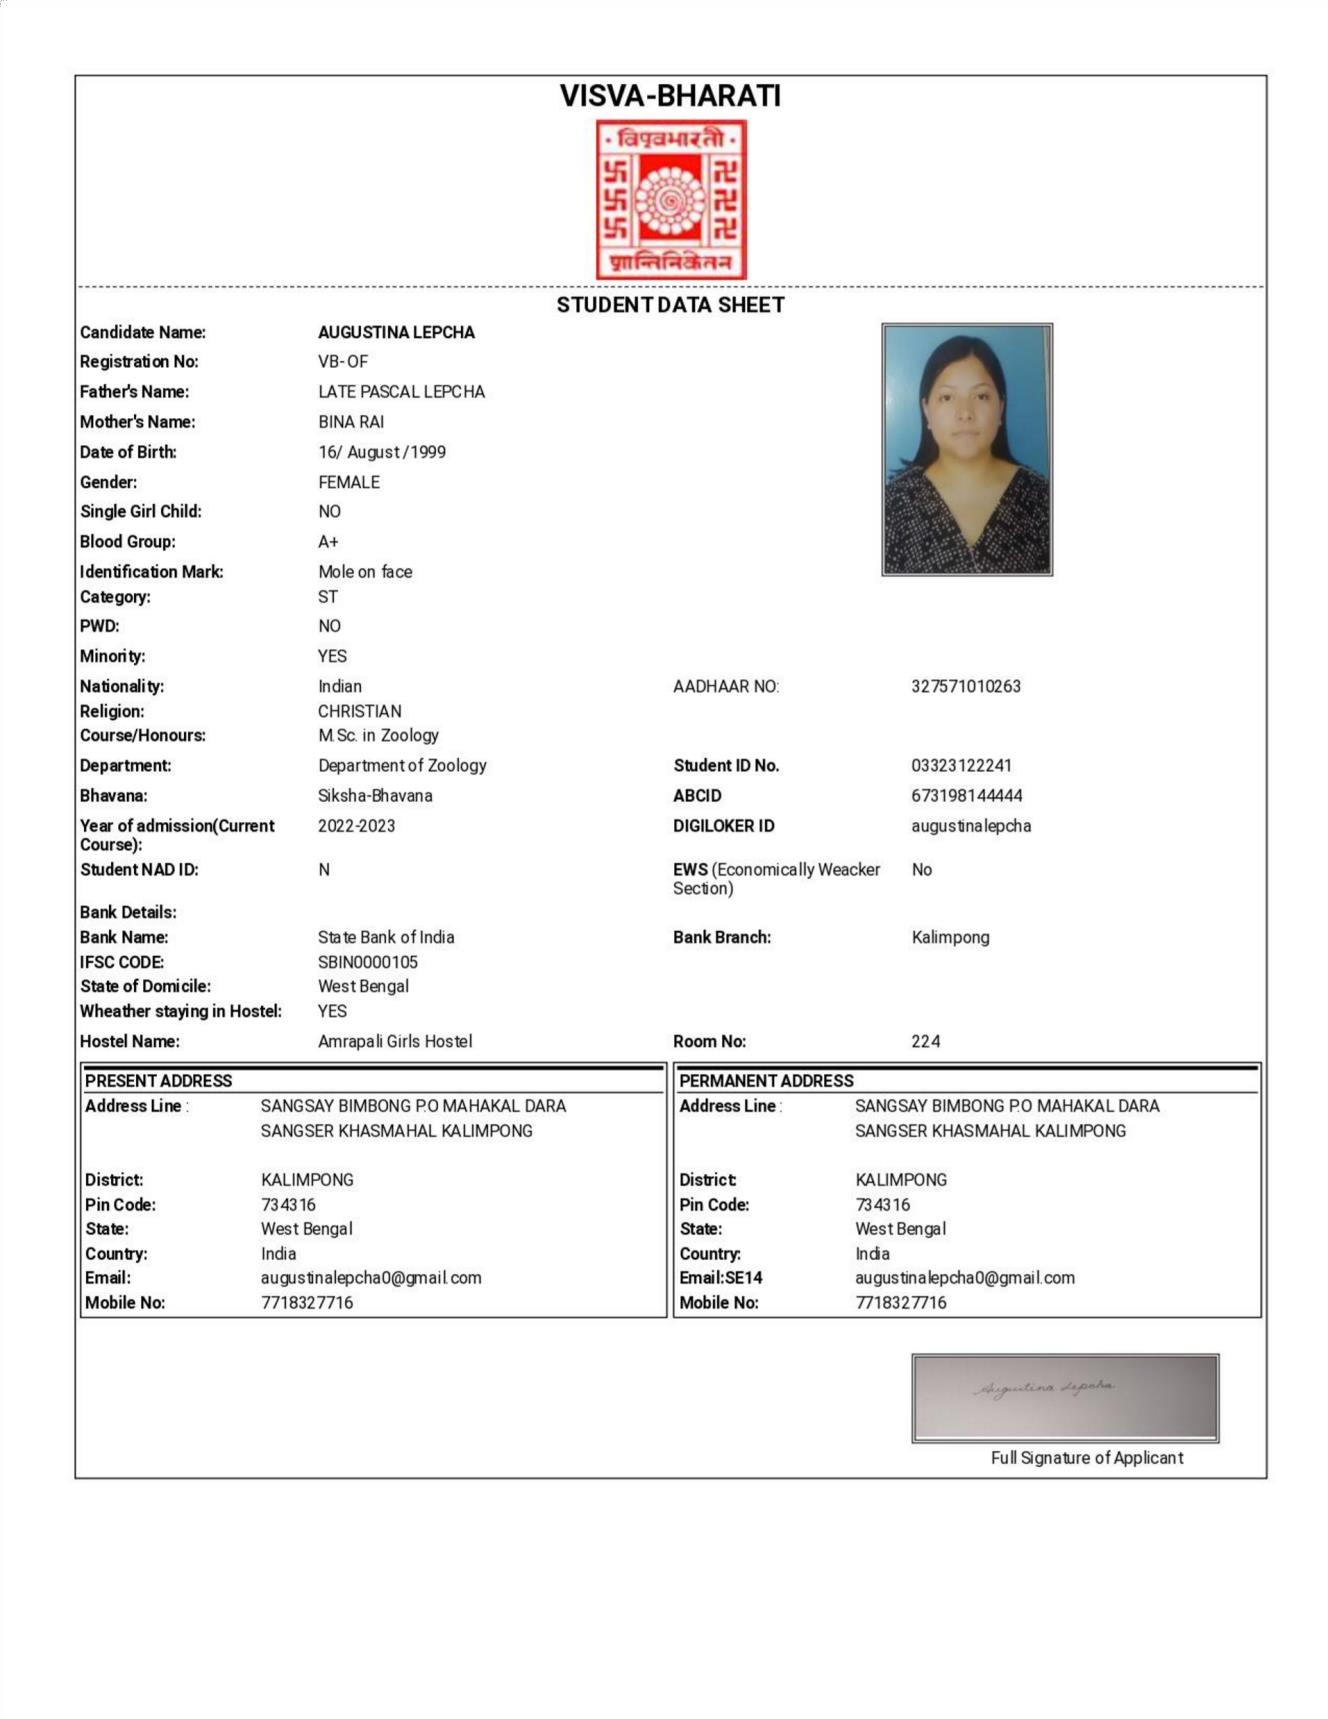 VISVA-BHARATI
विश्वभारती
शान्तिनिकेतन
STUDENT DATA SHEET
Candidate Name: AUGUSTINA LEPCHA
Registration No: VB- OF
Father's Name: LATE PASCAL LEPCHA
Mother's Name: BINA RAI
Date of Birth: 16/ August /1999
Gender: FEMALE
Single Girl Child: NO
Blood Group: A+
Identification Mark: Mole on face
Category: ST
PWD: NO
Minority: YES
Nationality: Indian AADHAAR NO: 327571010263
Religion: CHRISTIAN
Course/Honours: M.Sc. in Zoology
Department: Department of Zoology Student ID No. 03323122241
Bhavana: Siksha-Bhavana ABCID 673198144444
Year of admission(Current 2022-2023 DIGILOKER ID augustinalepcha
Course):
Student NAD ID: N EWS (Economically Weacker No
Section)
Bank Details:
Bank Name: State Bank of India Bank Branch: Kalimpong
IFSC CODE: SBIN0000105
State of Domicile: West Bengal
Wheather staying in Hostel: YES
Hostel Name: Amrapali Girls Hostel Room No: 224
PRESENT ADDRESS
Address Line : SANGSAY BIMBONG P.O MAHAKAL DARA
SANGSER KHASMAHAL KALIMPONG
District: KALIMPONG
Pin Code: 734316
State: West Bengal
Country: India
Email: augustinalepcha0@gmail.com
Mobile No: 7718327716
PERMANENT ADDRESS
Address Line : SANGSAY BIMBONG P.O MAHAKAL DARA
SANGSER KHASMAHAL KALIMPONG
District: KALIMPONG
Pin Code: 734316
State: West Bengal
Country: India
Email:SE14 augustinalepcha0@gmail.com
Mobile No: 7718327716
Augustina Lepcha
Full Signature of Applicant